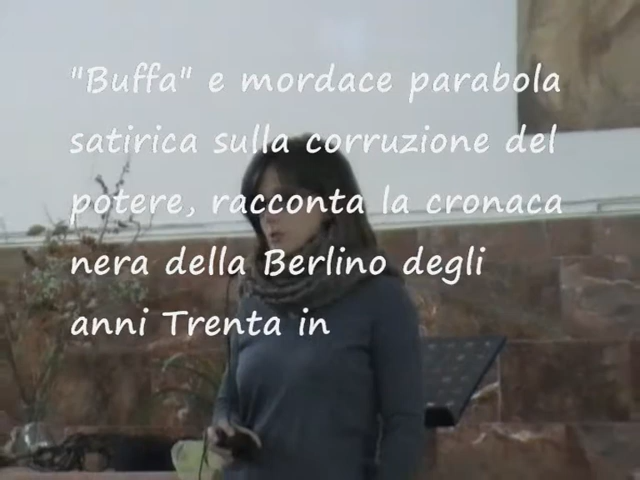 "Buffa" e mordace parabola
satirica sulla corruzione del
potere, racconta la cronaca
nera della Berlino degli
anni Trenta in